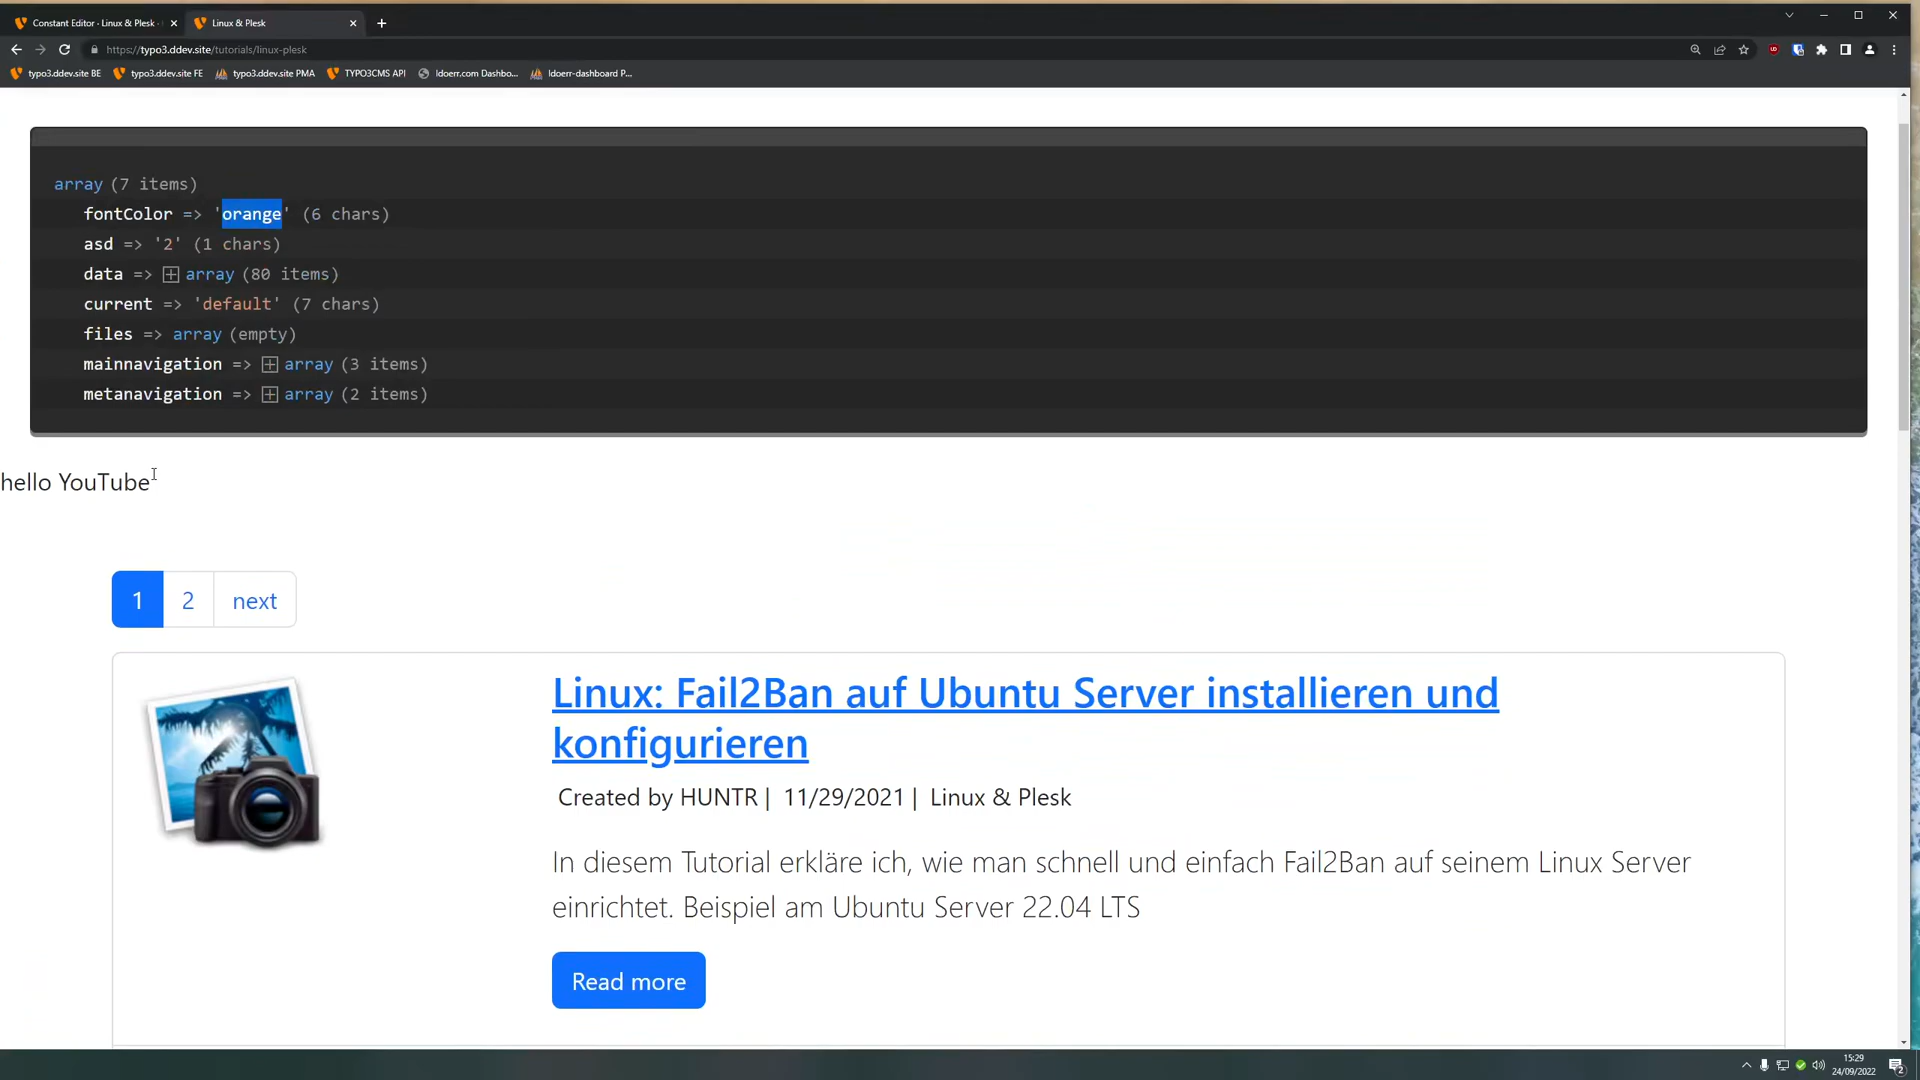 Constant Editor · Linux & Plesk ·
Linux & Plesk
https://typo3.ddev.site/tutorials/linux-plesk
typo3.ddev.site BE
typo3.ddev.site FE
typo3.ddev.site PMA
TYPO3CMS API
ldoerr.com Dashbo...
ldoerr-dashboard P...
array (7 items)
fontColor => 'orange' (6 chars)
asd => '2' (1 chars)
data => array (80 items)
current => 'default' (7 chars)
files => array (empty)
mainnavigation => array (3 items)
metanavigation => array (2 items)
hello YouTube
1 2 next
Linux: Fail2Ban auf Ubuntu Server installieren und
konfigurieren
Created by HUNTR | 11/29/2021 | Linux & Plesk
In diesem Tutorial erkläre ich, wie man schnell und einfach Fail2Ban auf seinem Linux Server
einrichtet. Beispiel am Ubuntu Server 22.04 LTS
Read more
15:29
24/09/2022